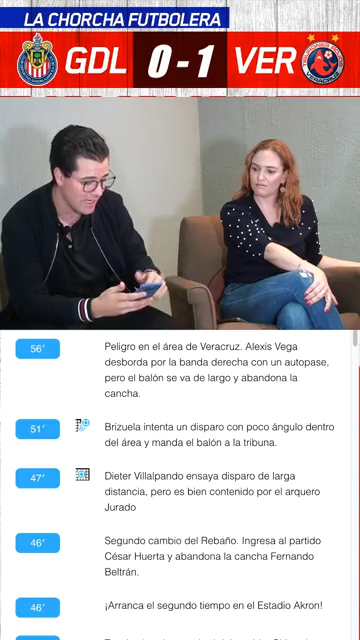 LA CHORCHA FUTBOLERA
GDL 0-1 VER
VERACRUZ
56'
Peligro en el área de Veracruz. Alexis Vega
desborda por la banda derecha con un autopase,
pero el balón se va de largo y abandona la
cancha.
51'
Brizuela intenta un disparo con poco ángulo dentro
del área y manda el balón a la tribuna.
47'
Dieter Villalpando ensaya disparo de larga
distancia, pero es bien contenido por el arquero
Jurado
46'
Segundo cambio del Rebaño. Ingresa al partido
César Huerta y abandona la cancha Fernando
Beltrán.
46'
¡Arranca el segundo tiempo en el Estadio Akron!